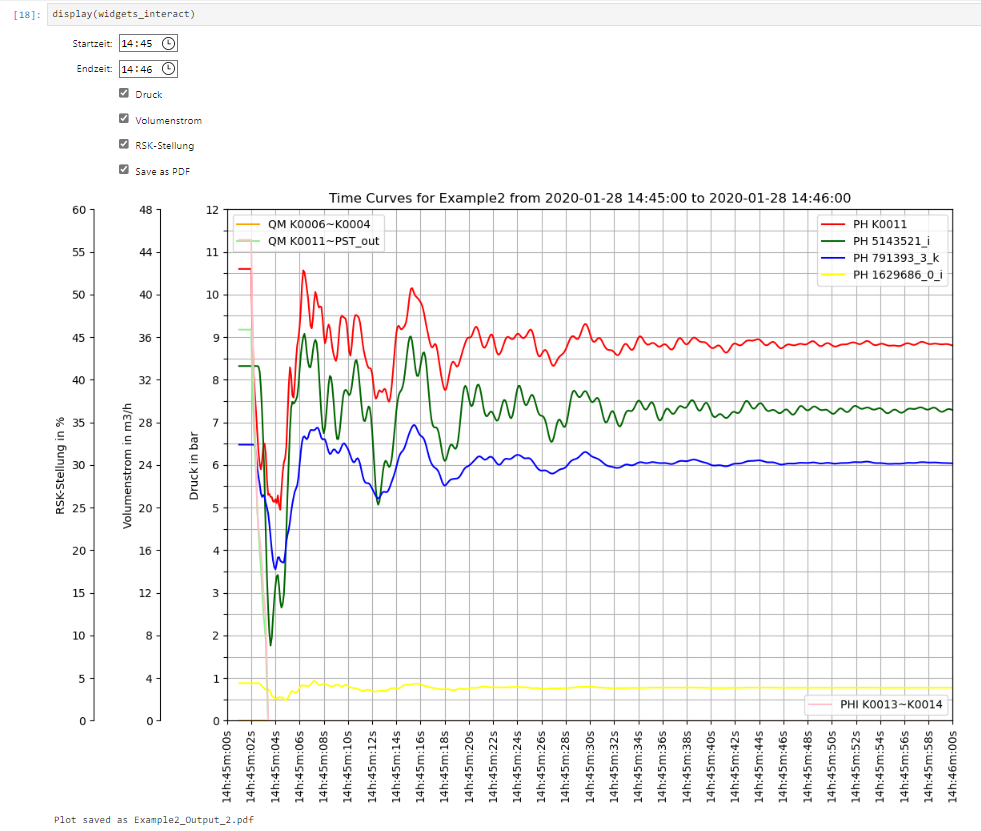 [18]: display(widgets_interact)
Startzeit: 14:45
Endzeit: 14:46
Druck
Volumenstrom
RSK-Stellung
Save as PDF
Time Curves for Example2 from 2020-01-28 14:45:00 to 2020-01-28 14:46:00
QM K0006~K0004
QM K0011~PST_out
PH K0011
PH 5143521_i
PH 791393_3_k
PH 1629686_0_i
PHI K0013~K0014
RSK-Stellung in %
60
55
50
45
40
35
30
25
20
15
10
5
0
Volumenstrom in m3/h
48
44
40
36
32
28
24
20
16
12
8
4
0
Druck in bar
12
11
10
9
8
7
6
5
4
3
2
1
0
14h:45m:00s
14h:45m:02s
14h:45m:04s
14h:45m:06s
14h:45m:08s
14h:45m:10s
14h:45m:12s
14h:45m:14s
14h:45m:16s
14h:45m:18s
14h:45m:20s
14h:45m:22s
14h:45m:24s
14h:45m:26s
14h:45m:28s
14h:45m:30s
14h:45m:32s
14h:45m:34s
14h:45m:36s
14h:45m:38s
14h:45m:40s
14h:45m:42s
14h:45m:44s
14h:45m:46s
14h:45m:48s
14h:45m:50s
14h:45m:52s
14h:45m:54s
14h:45m:56s
14h:45m:58s
14h:46m:00s
Plot saved as Example2_Output_2.pdf